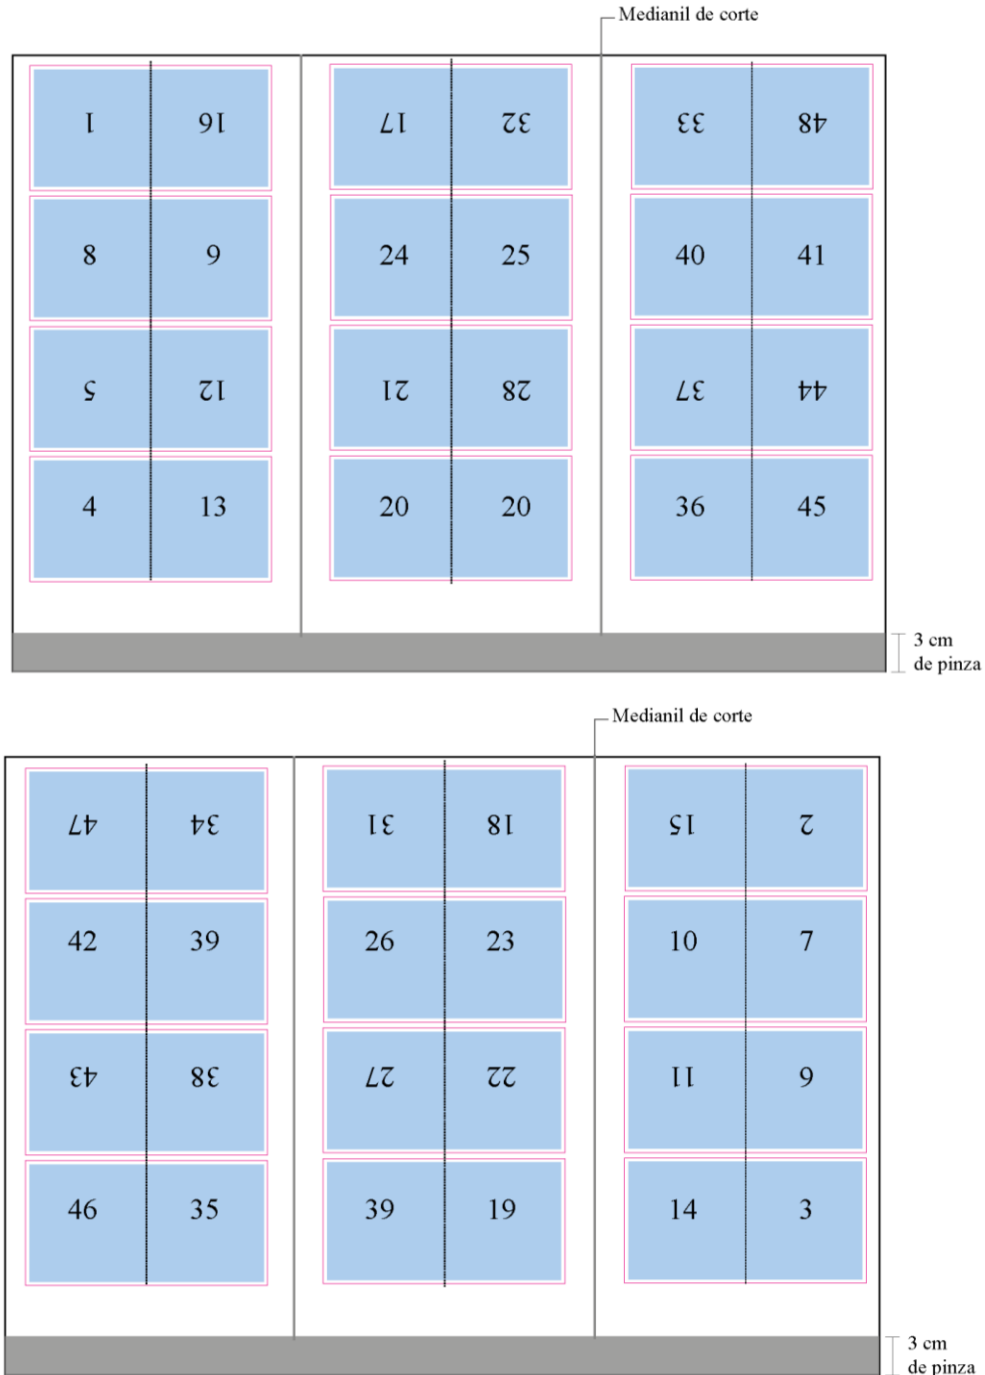 Medianil de corte
1 16 17 32 33 48
8 9 24 25 40 41
5 12 21 28 37 44
4 13 20 20 36 45
3 cm
de pinza
Medianil de corte
47 34 31 18 15 2
42 39 26 23 10 7
43 38 27 22 11 6
46 35 39 19 14 3
3 cm
de pinza